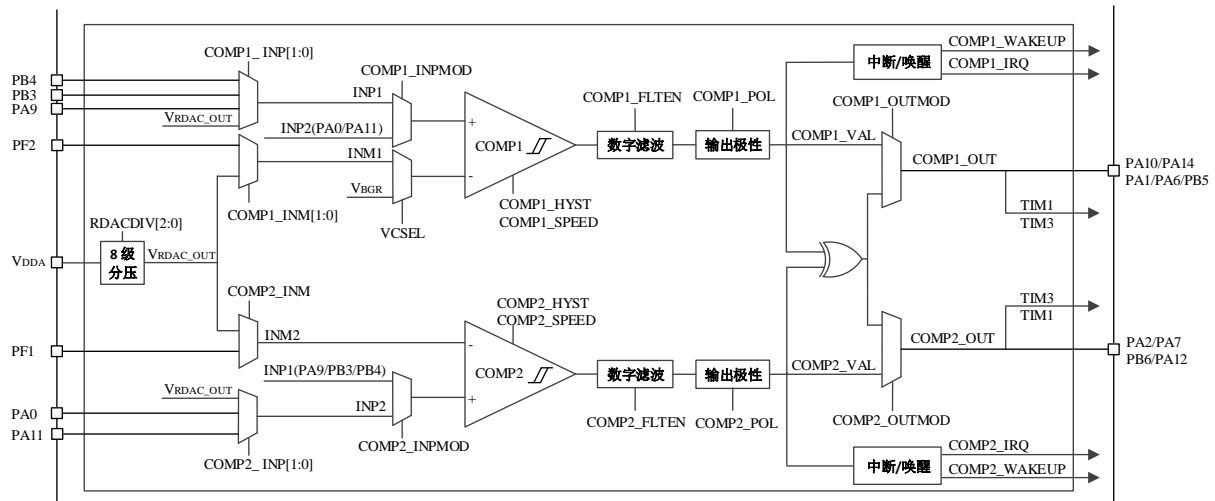 COMP1_ INP[1:0]
PB4
PB3
PA9
VRDAC_OUT
PF2
COMP1_INM[1:0]
RDACDIV[2:0]
VDDA
8 级
分压
VRDAC_OUT
COMP2_INM
PF1
VRDAC_OUT
PA0
PA11
COMP2_ INP[1:0]
COMP1_INPMOD
INP1
INP2(PA0/PA11)
INM1
VBGR
VCSEL
+
COMP1
-
COMP1_HYST
COMP1_SPEED
COMP1_FLTEN
数字滤波
COMP1_POL
输出极性
COMP1_VAL
COMP1_OUTMOD
中断/唤醒
COMP1_WAKEUP
COMP1_IRQ
COMP1_OUT
PA10/PA14
PA1/PA6/PB5
TIM1
TIM3
INM2
INP1(PA9/PB3/PB4)
INP2
COMP2_INPMOD
COMP2_HYST
COMP2_SPEED
-
COMP2
+
数字滤波
COMP2_FLTEN
输出极性
COMP2_POL
COMP2_VAL
COMP2_OUTMOD
TIM3
TIM1
COMP2_OUT
PA2/PA7
PB6/PA12
中断/唤醒
COMP2_IRQ
COMP2_WAKEUP